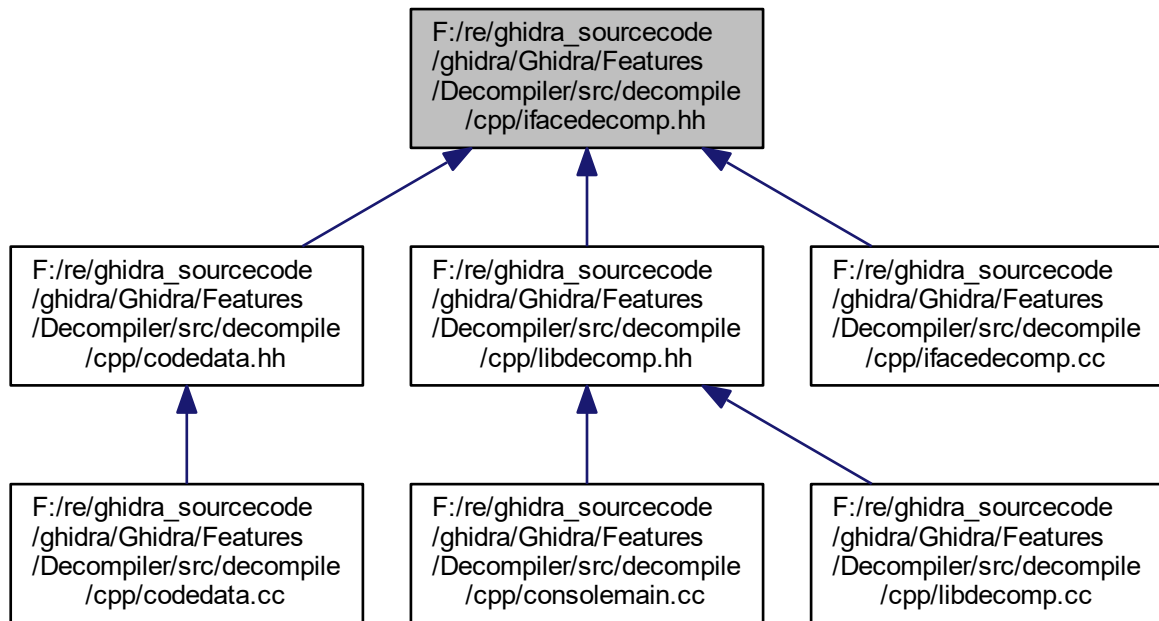 F:/re/ghidra_sourcecode
/ghidra/Ghidra/Features
/Decompiler/src/decompile
/cpp/ifacedecomp.hh
F:/re/ghidra_sourcecode
/ghidra/Ghidra/Features
/Decompiler/src/decompile
/cpp/codedata.hh
F:/re/ghidra_sourcecode
/ghidra/Ghidra/Features
/Decompiler/src/decompile
/cpp/libdecomp.hh
F:/re/ghidra_sourcecode
/ghidra/Ghidra/Features
/Decompiler/src/decompile
/cpp/ifacedecomp.cc
F:/re/ghidra_sourcecode
/ghidra/Ghidra/Features
/Decompiler/src/decompile
/cpp/codedata.cc
F:/re/ghidra_sourcecode
/ghidra/Ghidra/Features
/Decompiler/src/decompile
/cpp/consolemain.cc
F:/re/ghidra_sourcecode
/ghidra/Ghidra/Features
/Decompiler/src/decompile
/cpp/libdecomp.cc